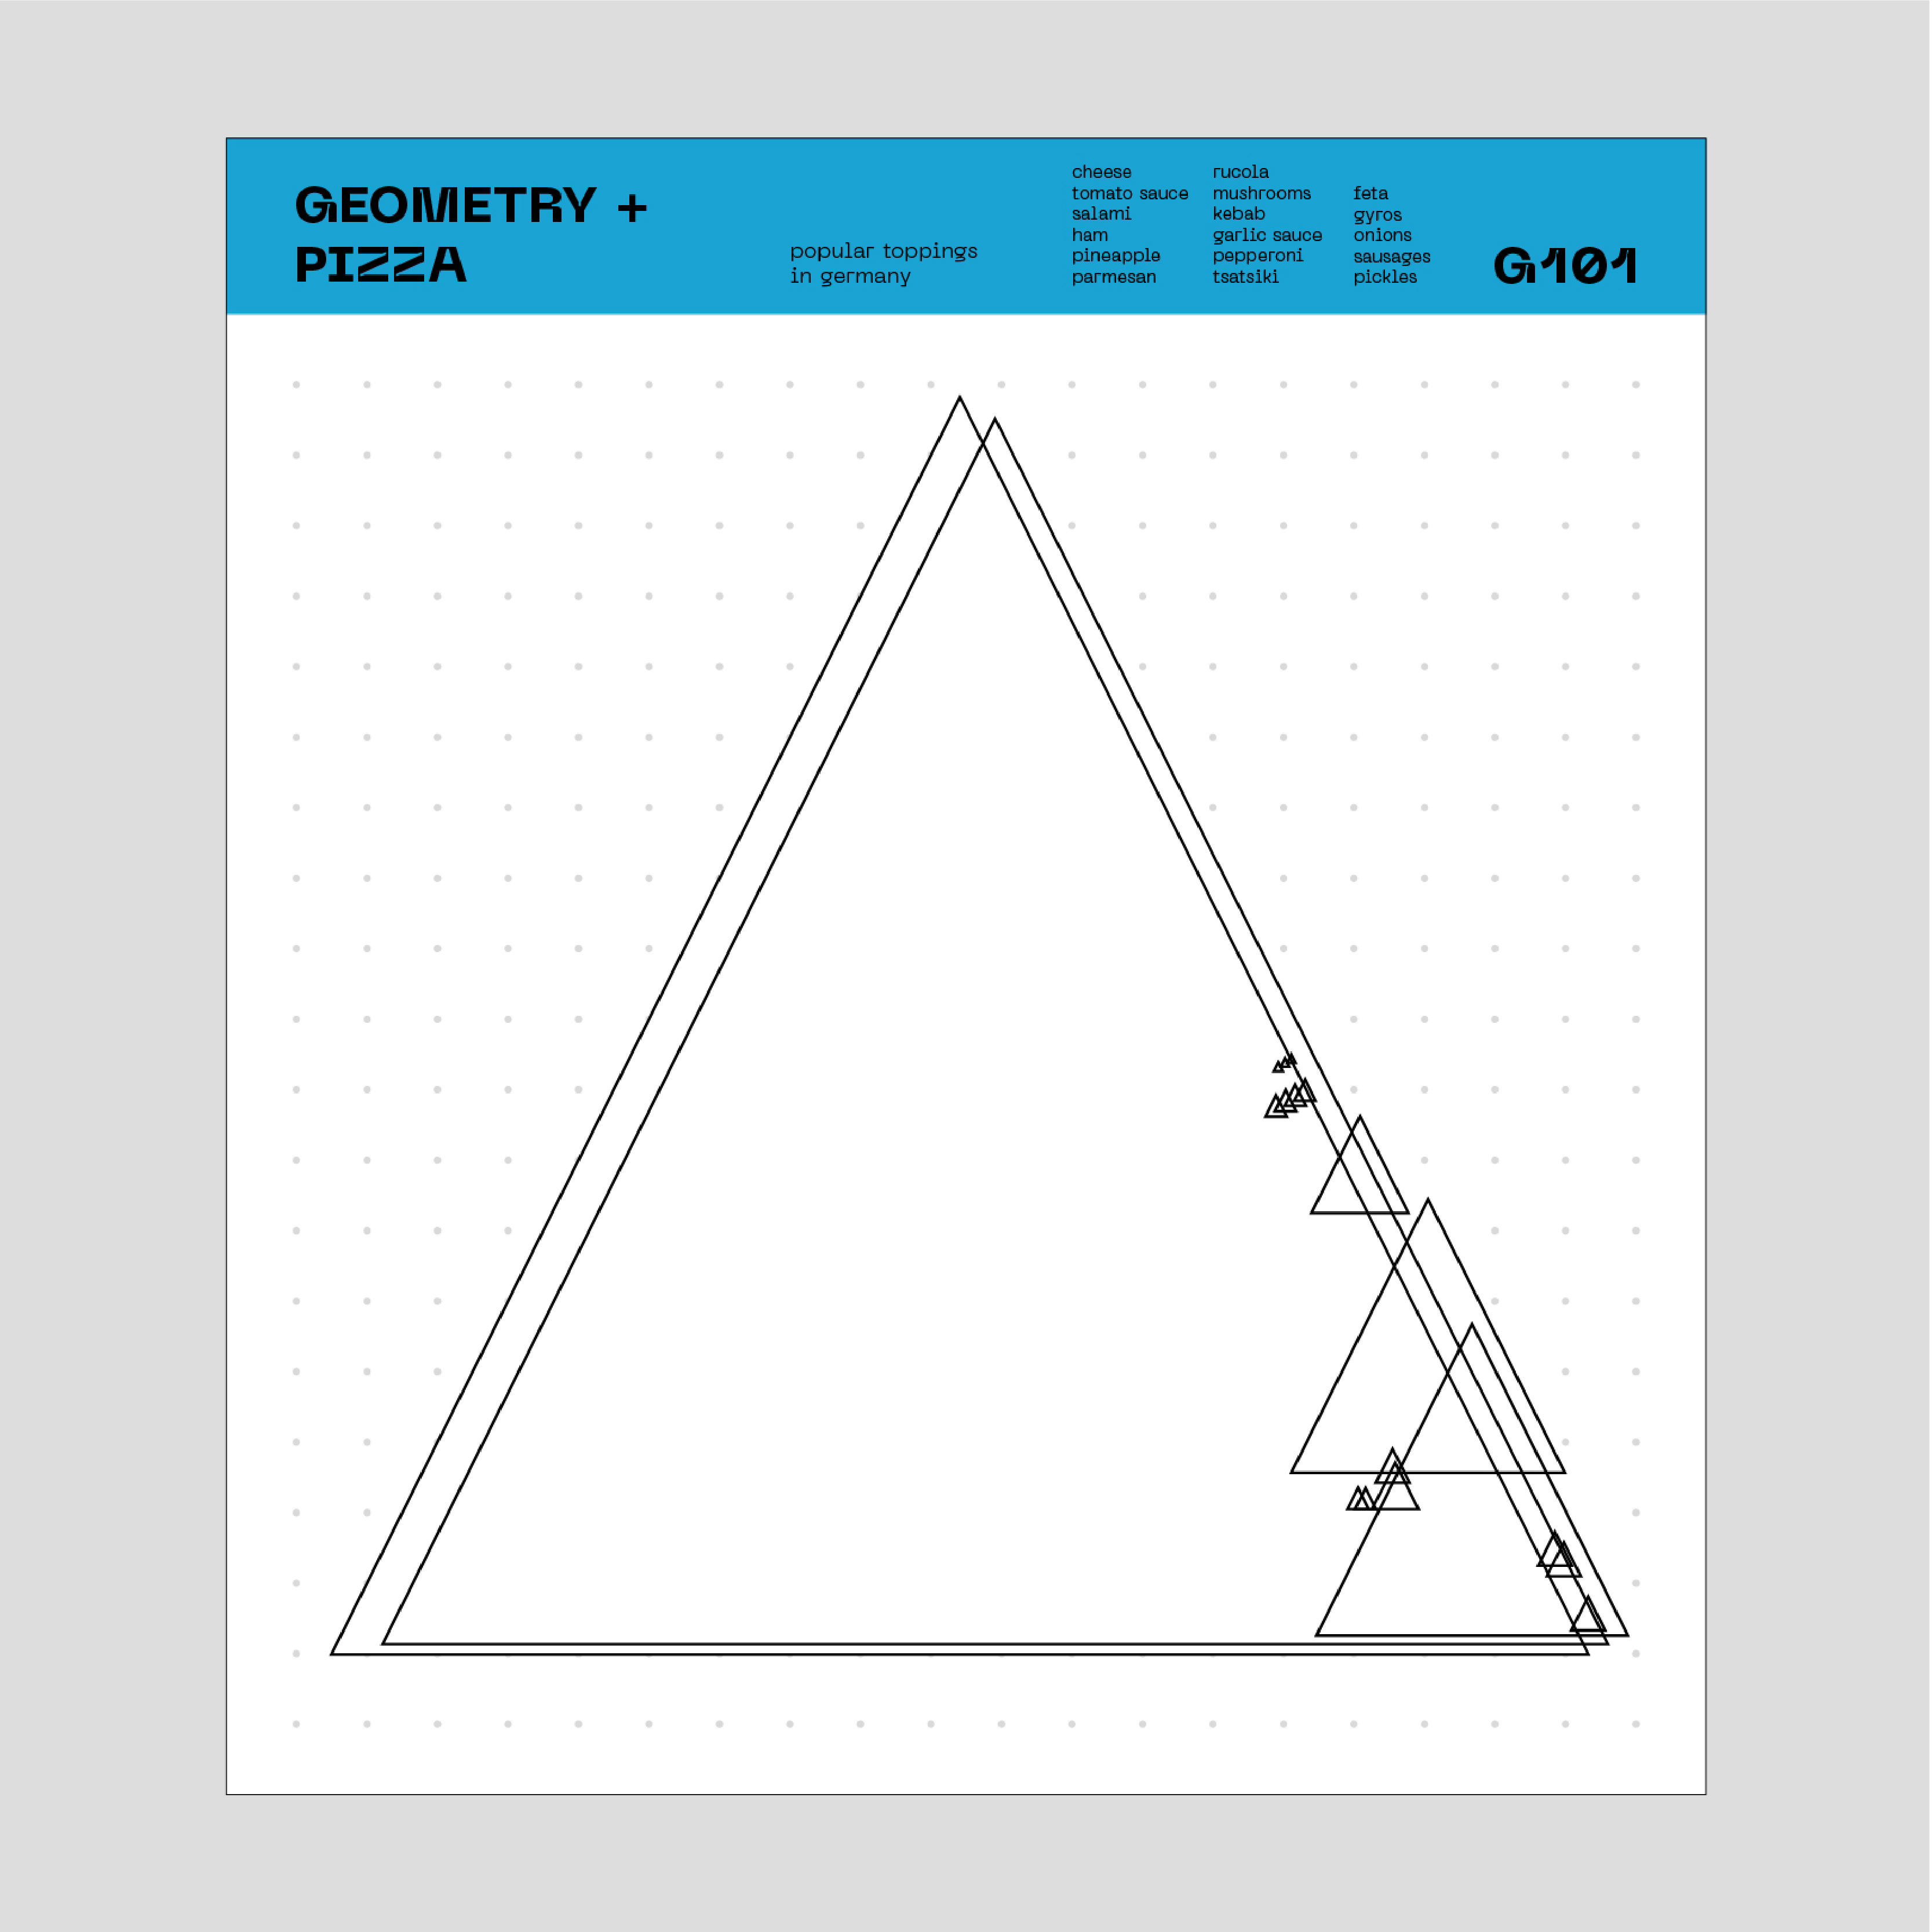 GEOMETRY +
PIZZA
popular toppings
in germany
cheese
tomato sauce
salami
ham
pineapple
parmesan
rucola
mushrooms
kebab
garlic sauce
pepperoni
tsatsiki
feta
gyros
onions
sausages
pickles
G101